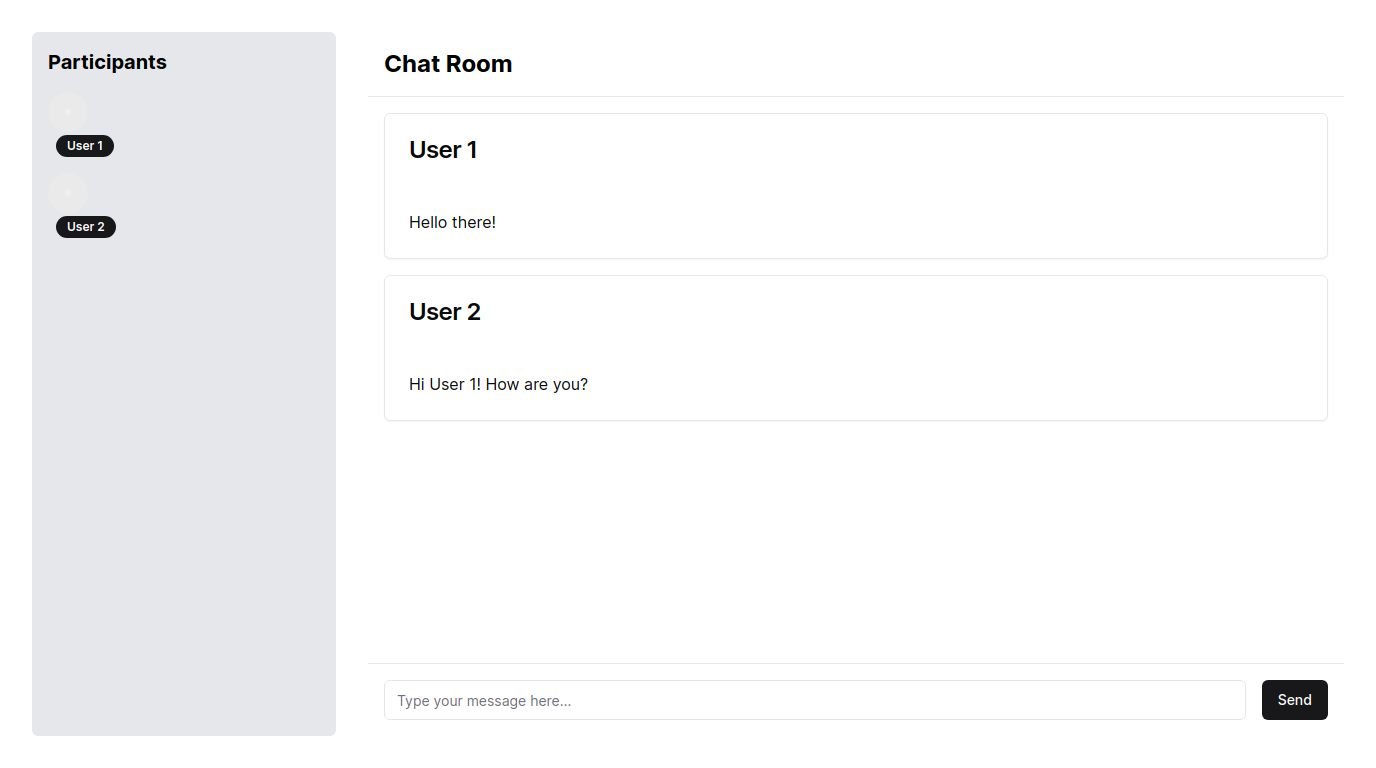 Participants
User 1
User 2
Chat Room
User 1
Hello there!
User 2
Hi User 1! How are you?
Type your message here...
Send